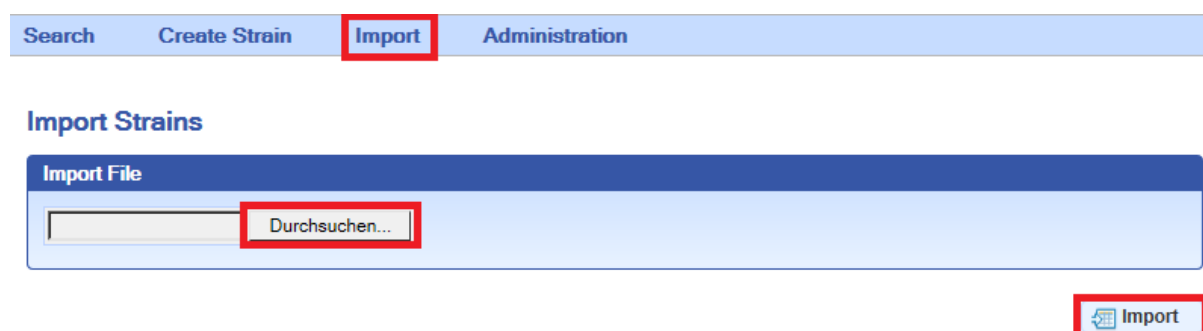 Search Create Strain Import Administration
Import Strains
Import File
Durchsuchen...
Import